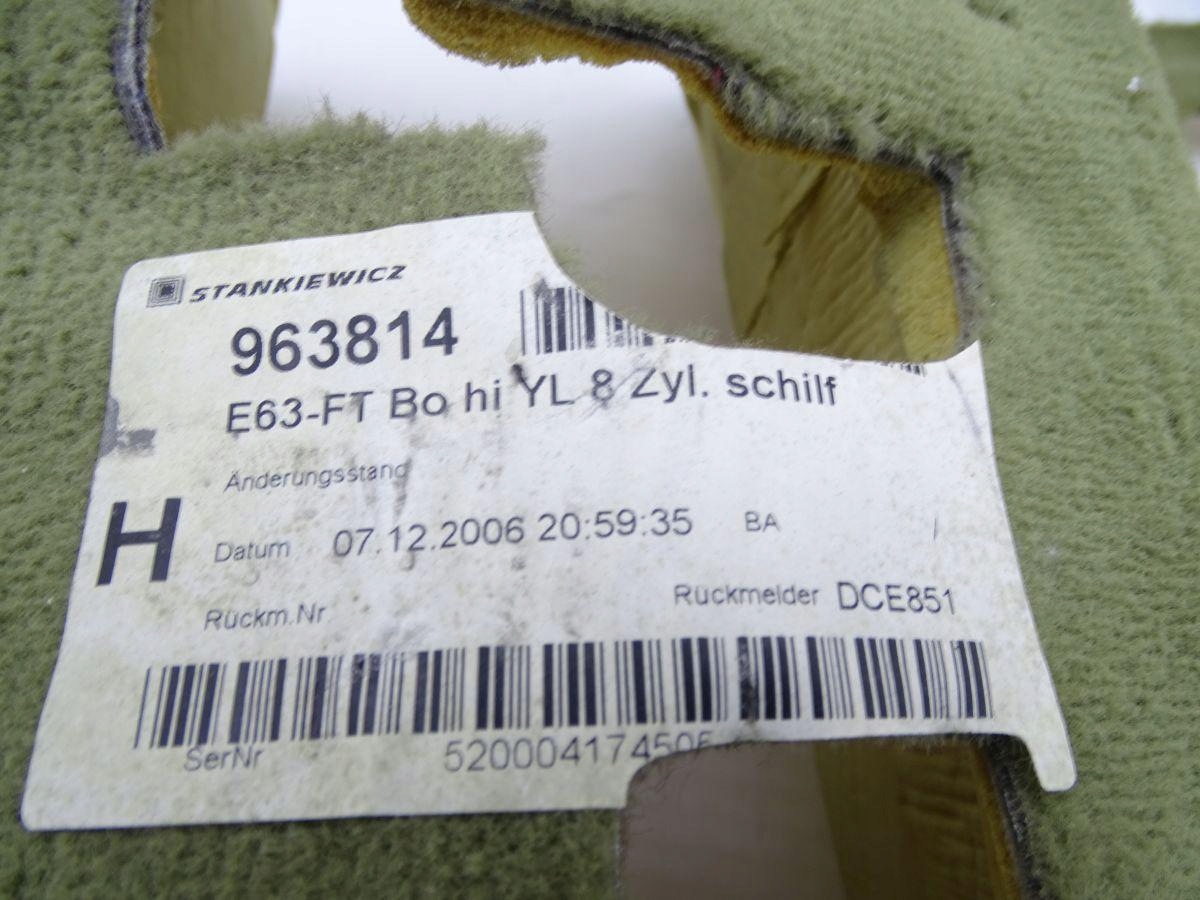 STANKIEWICZ
963814
E63-FT Bo hi YL 8 Zyl. schilf
Änderungsstand
H
Datum 07.12.2006 20:59:35 BA
Rückm.Nr Rückmelder DCE851
SerNr